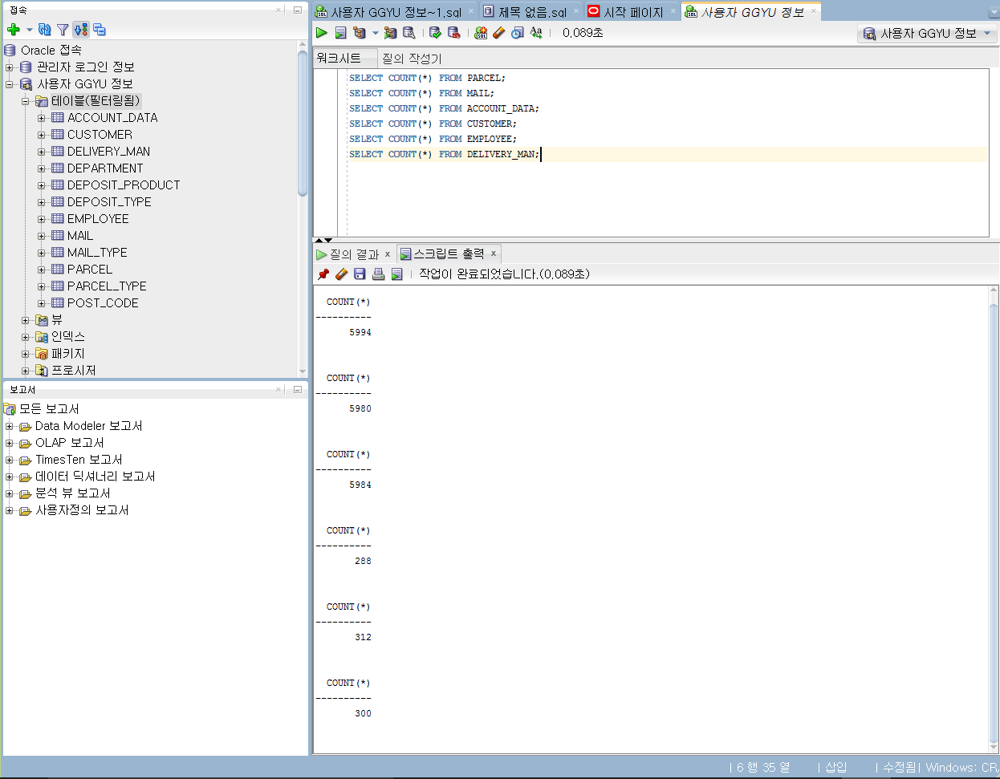 접속
사용자 GGYU 정보~1.sql
제목 없음.sql
시작 페이지
사용자 GGYU 정보
0.089초
사용자 GGYU 정보
Oracle 접속
관리자 로그인 정보
사용자 GGYU 정보
테이블(필터링됨)
ACCOUNT_DATA
CUSTOMER
DELIVERY_MAN
DEPARTMENT
DEPOSIT_PRODUCT
DEPOSIT_TYPE
EMPLOYEE
MAIL
MAIL_TYPE
PARCEL
PARCEL_TYPE
POST_CODE
뷰
인덱스
패키지
프로시저
보고서
모든 보고서
Data Modeler 보고서
OLAP 보고서
TimesTen 보고서
데이터 딕셔너리 보고서
분석 뷰 보고서
사용자정의 보고서
워크시트 질의 작성기
SELECT COUNT(*) FROM PARCEL;
SELECT COUNT(*) FROM MAIL;
SELECT COUNT(*) FROM ACCOUNT_DATA;
SELECT COUNT(*) FROM CUSTOMER;
SELECT COUNT(*) FROM EMPLOYEE;
SELECT COUNT(*) FROM DELIVERY_MAN;
질의 결과 x 스크립트 출력 x
작업이 완료되었습니다.(0.089초)
COUNT(*)
----------
5994
COUNT(*)
----------
5980
COUNT(*)
----------
5984
COUNT(*)
----------
288
COUNT(*)
----------
312
COUNT(*)
----------
300
| 6 행 35 열 | 삽입 | 수정됨| Windows: CR,